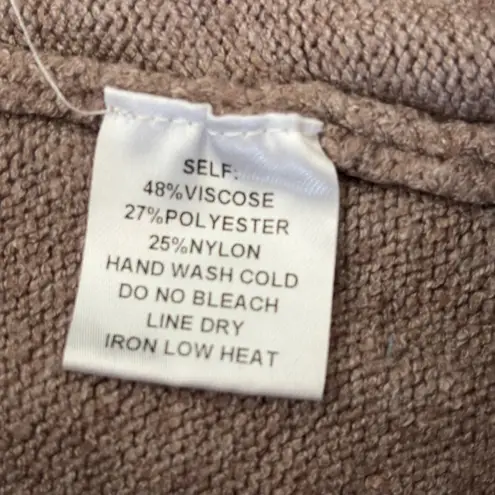 SELF:
48%VISCOSE
27%POLYESTER
25%NYLON
HAND WASH COLD
DO NO BLEACH
LINE DRY
IRON LOW HEAT